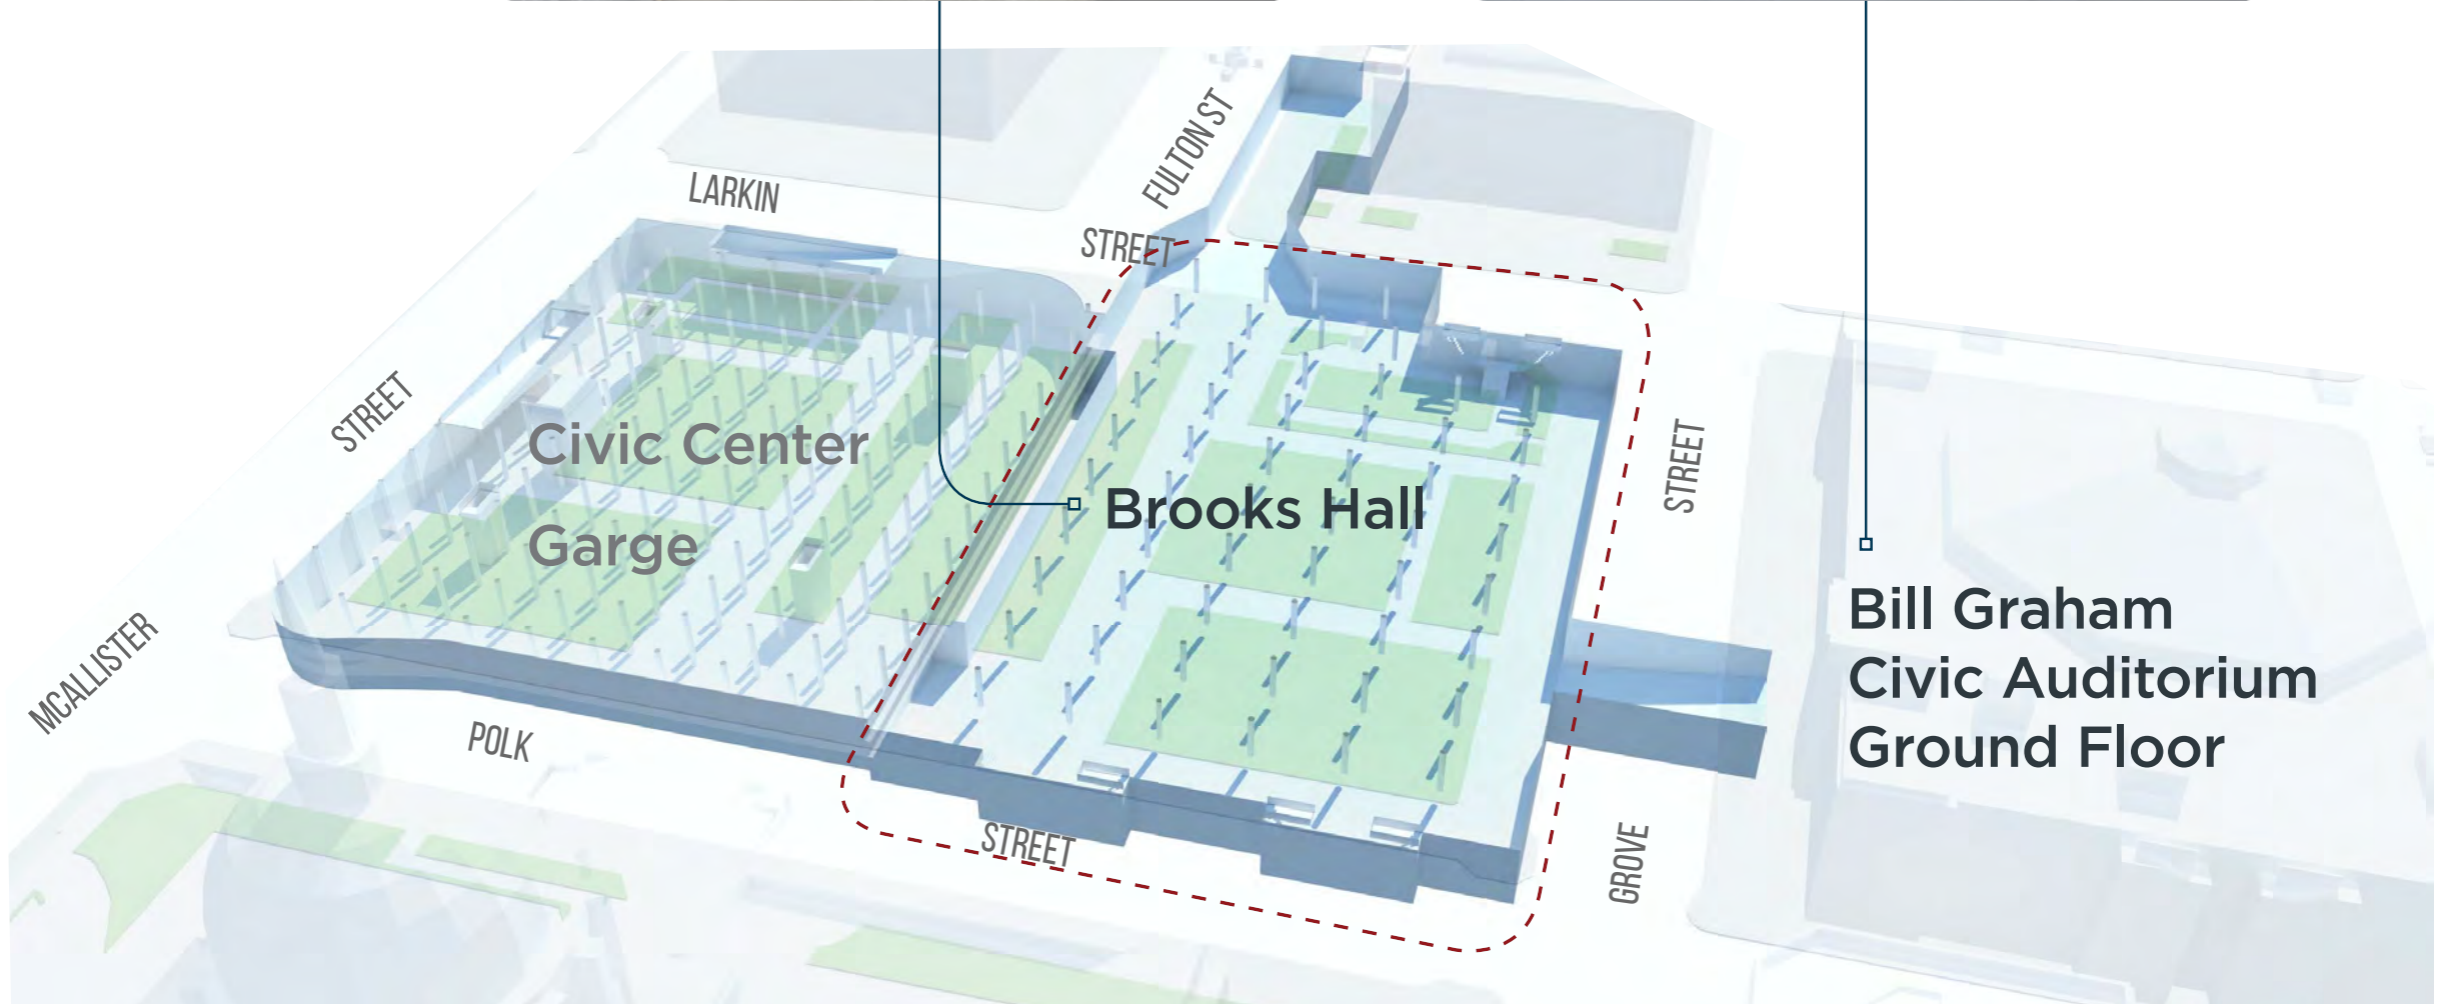 FULTON ST
LARKIN
STREET
STREET
Civic Center
Garge
Brooks Hall
STREET
Bill Graham
Civic Auditorium
Ground Floor
MCALLISTER
POLK
STREET
GROVE